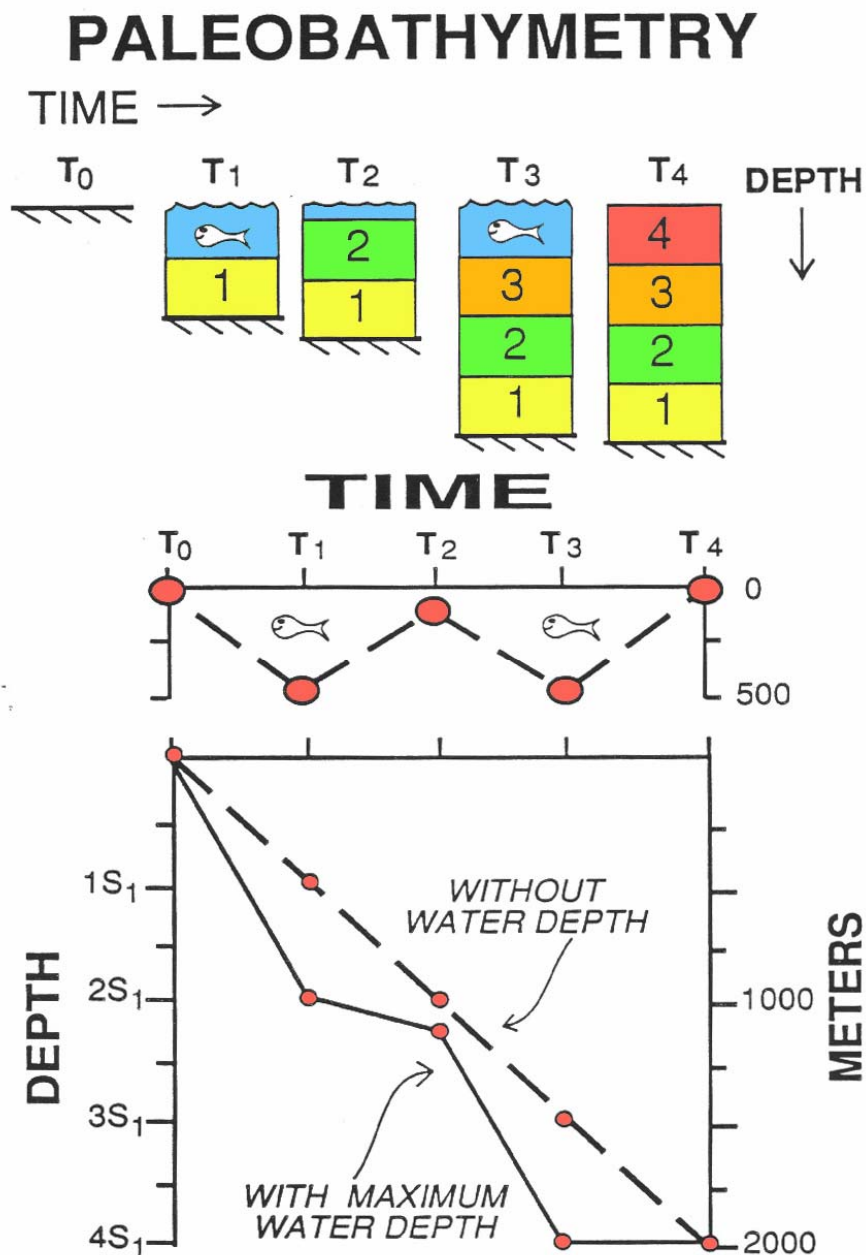 PALEOBATHYMETRY
TIME →
T0 T1 T2 T3 T4 DEPTH
4
2 3 3
1 1 2 2
1 1
TIME
T0 T1 T2 T3 T4
0
500
1S1
WITHOUT
WATER DEPTH
2S1 1000
DEPTH METERS
3S1
WITH MAXIMUM
WATER DEPTH
4S1 2000